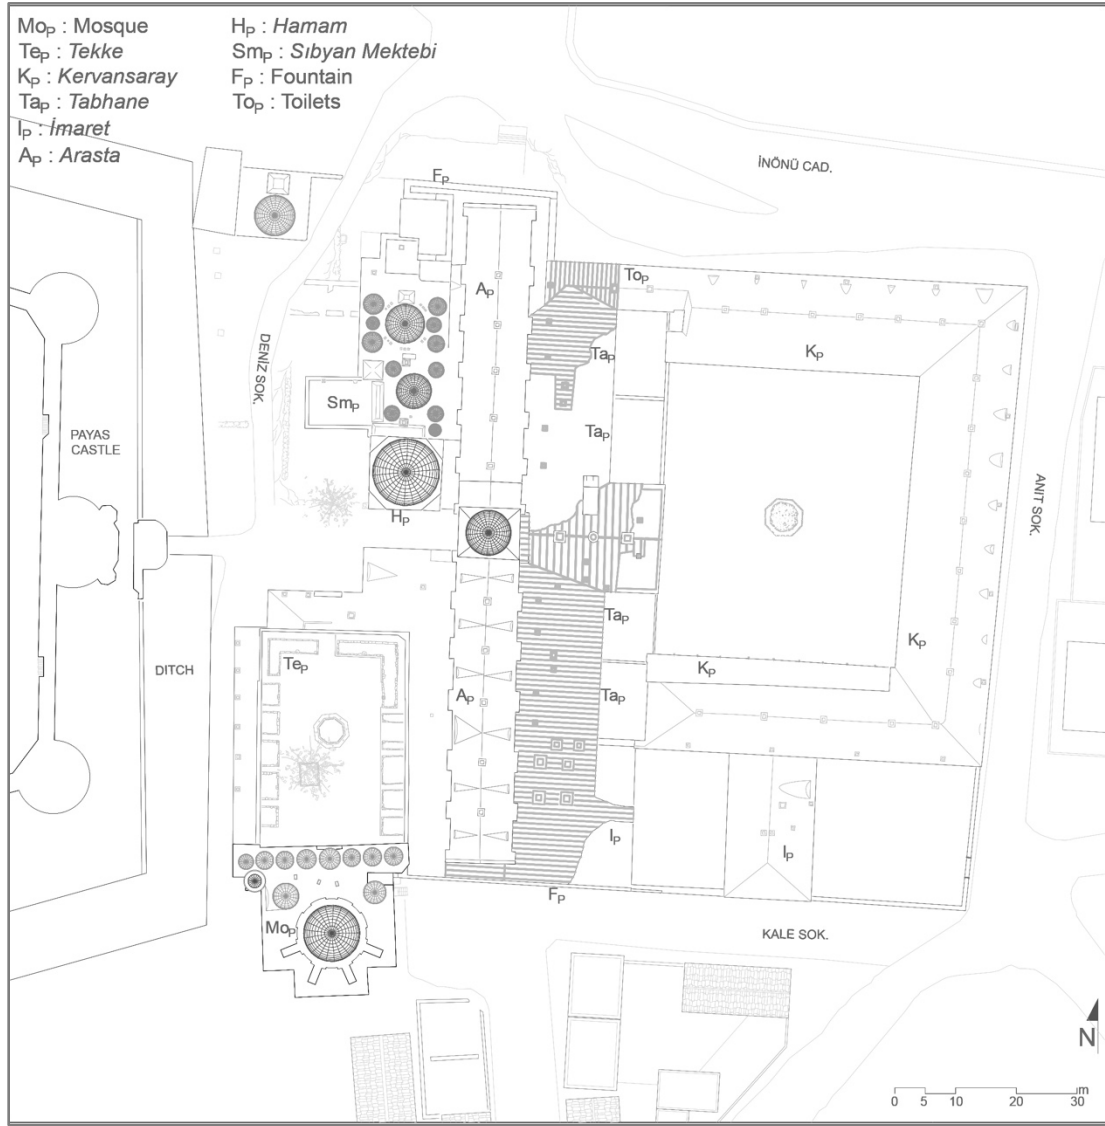 Moₚ : Mosque
Teₚ : Tekke
Kₚ : Kervansaray
Taₚ : Tabhane
Iₚ : İmaret
Aₚ : Arasta
Hₚ : Hamam
Smₚ : Sıbyan Mektebi
Fₚ : Fountain
Toₚ : Toilets
İNÖNÜ CAD.
Fₚ
Toₚ
Aₚ
DENİZ SOK.
Taₚ
Kₚ
Smₚ
Taₚ
PAYAS
CASTLE
ANIT SOK.
Hₚ
Taₚ
Kₚ
DITCH
Teₚ
Kₚ
Aₚ
Taₚ
Iₚ
Iₚ
Fₚ
Moₚ
KALE SOK.
N
0 5 10 20 30
m